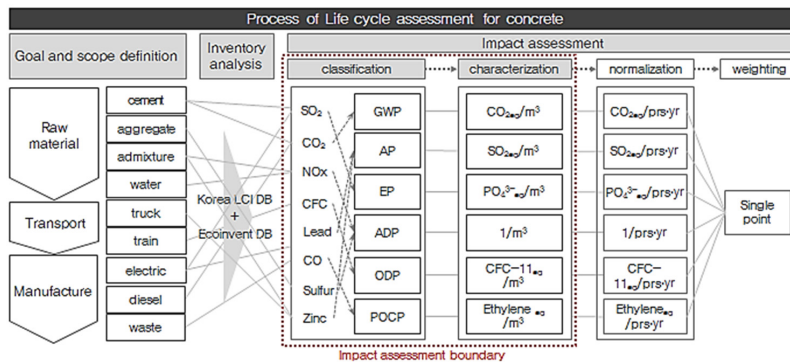 Process of Life cycle assessment for concrete
Goal and scope definition
Inventory
analysis
Impact assessment
classification
characterization
normalization
weighting
Raw
material
Transport
Manufacture
cement
aggregate
admixture
water
truck
train
electric
diesel
waste
Korea LCI DB
+
Ecoinvent DB
SO₂
CO₂
NOx
CFC
Lead
CO
Sulfur
Zinc
GWP
AP
EP
ADP
ODP
POCP
CO₂eq/m³
SO₂eq/m³
PO₄³⁻eq/m³
1/m³
CFC-11eq
/m³
Ethylene eq
/m³
CO₂eq/prs·yr
SO₂eq/prs·yr
PO₄³⁻eq/prs·yr
1/prs·yr
CFC-
11eq/prs·yr
Ethyleneeq
/prs·yr
Single
point
Impact assessment boundary